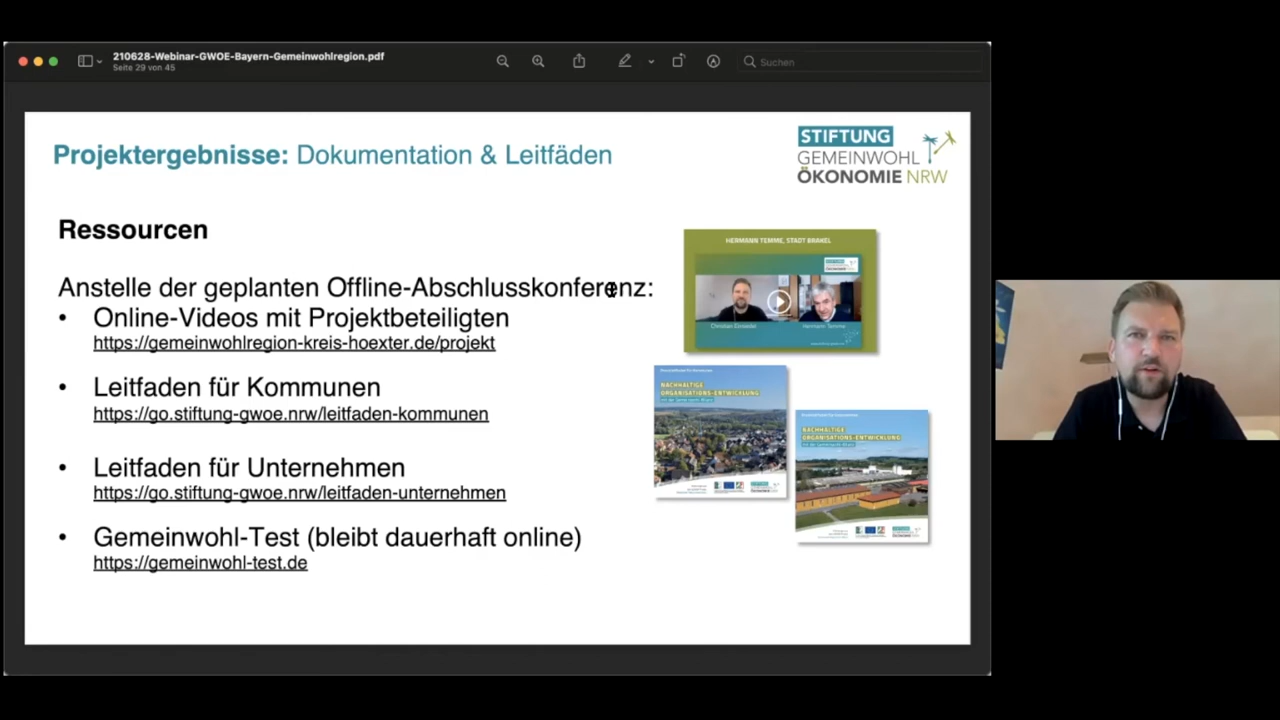 210628-Webinar-GWOE-Bayern-Gemeinwohlregion.pdf
Seite 29 von 45
Suchen
Projektergebnisse: Dokumentation & Leitfäden
STIFTUNG
GEMEINWOHL
ÖKONOMIE NRW
Ressourcen
Anstelle der geplanten Offline-Abschlusskonferenz:
• Online-Videos mit Projektbeteiligten
https://gemeinwohlregion-kreis-hoexter.de/projekt
• Leitfaden für Kommunen
https://go.stiftung-gwoe.nrw/leitfaden-kommunen
• Leitfaden für Unternehmen
https://go.stiftung-gwoe.nrw/leitfaden-unternehmen
• Gemeinwohl-Test (bleibt dauerhaft online)
https://gemeinwohl-test.de
HERMANN TEMME, STADT BRAKEL
Hermann Temme
NACHHALTIGE
ORGANISATIONS-ENTWICKLUNG
NACHHALTIGE
ORGANISATIONS-ENTWICKLUNG